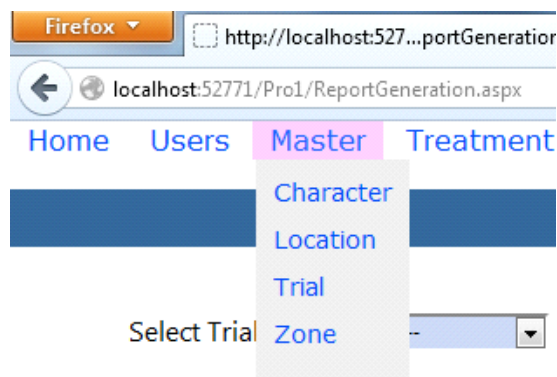 Firefox
http://localhost:527...portGeneration
localhost:52771/Pro1/ReportGeneration.aspx
Home Users Master Treatment
Character
Location
Trial
Zone
Select Trial --